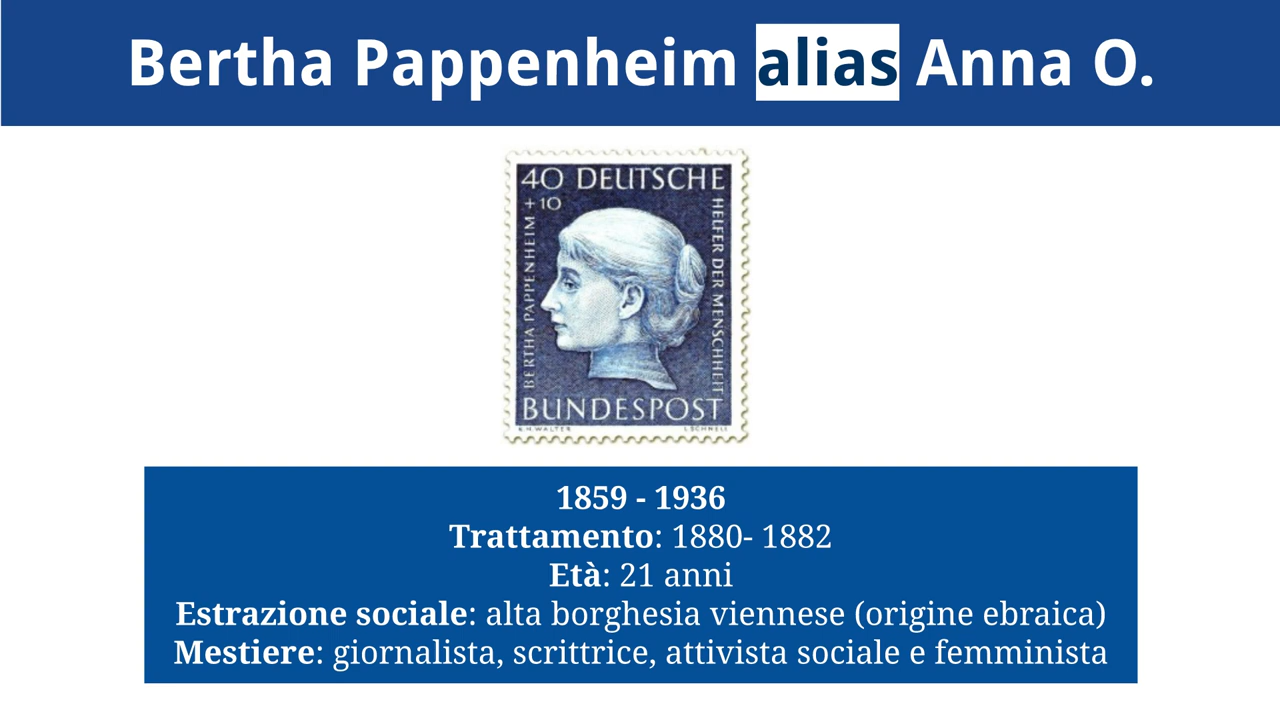 Bertha Pappenheim alias Anna O.
40 DEUTSCHE
+10
BERTHA PAPPENHEIM
HELFER DER MENSCHHEIT
BUNDESPOST
1859 - 1936
Trattamento: 1880- 1882
Età: 21 anni
Estrazione sociale: alta borghesia viennese (origine ebraica)
Mestiere: giornalista, scrittrice, attivista sociale e femminista